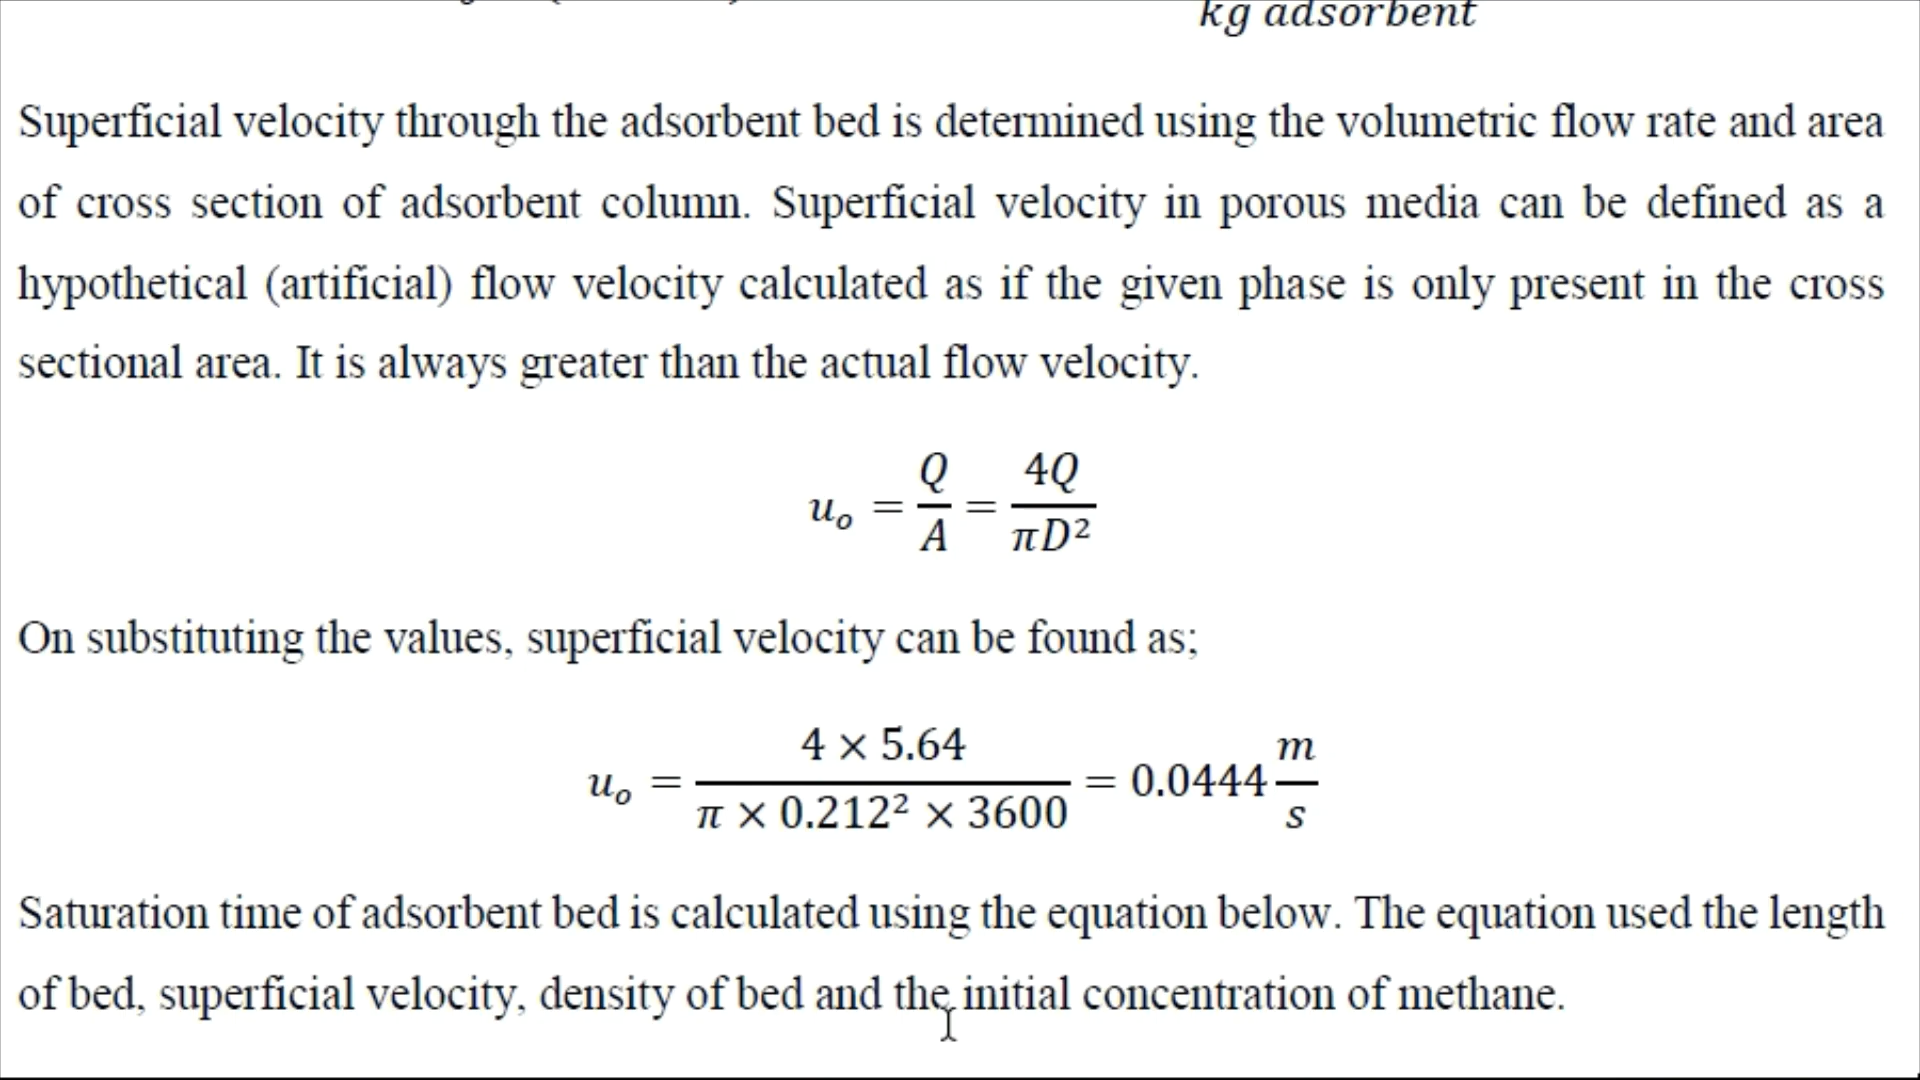 kg adsorbent
Superficial velocity through the adsorbent bed is determined using the volumetric flow rate and area
of cross section of adsorbent column. Superficial velocity in porous media can be defined as a
hypothetical (artificial) flow velocity calculated as if the given phase is only present in the cross
sectional area. It is always greater than the actual flow velocity.
uₒ = Q/A = 4Q/πD²
On substituting the values, superficial velocity can be found as;
uₒ = 4 × 5.64/π × 0.212² × 3600 = 0.0444 m/s
Saturation time of adsorbent bed is calculated using the equation below. The equation used the length
of bed, superficial velocity, density of bed and the initial concentration of methane.